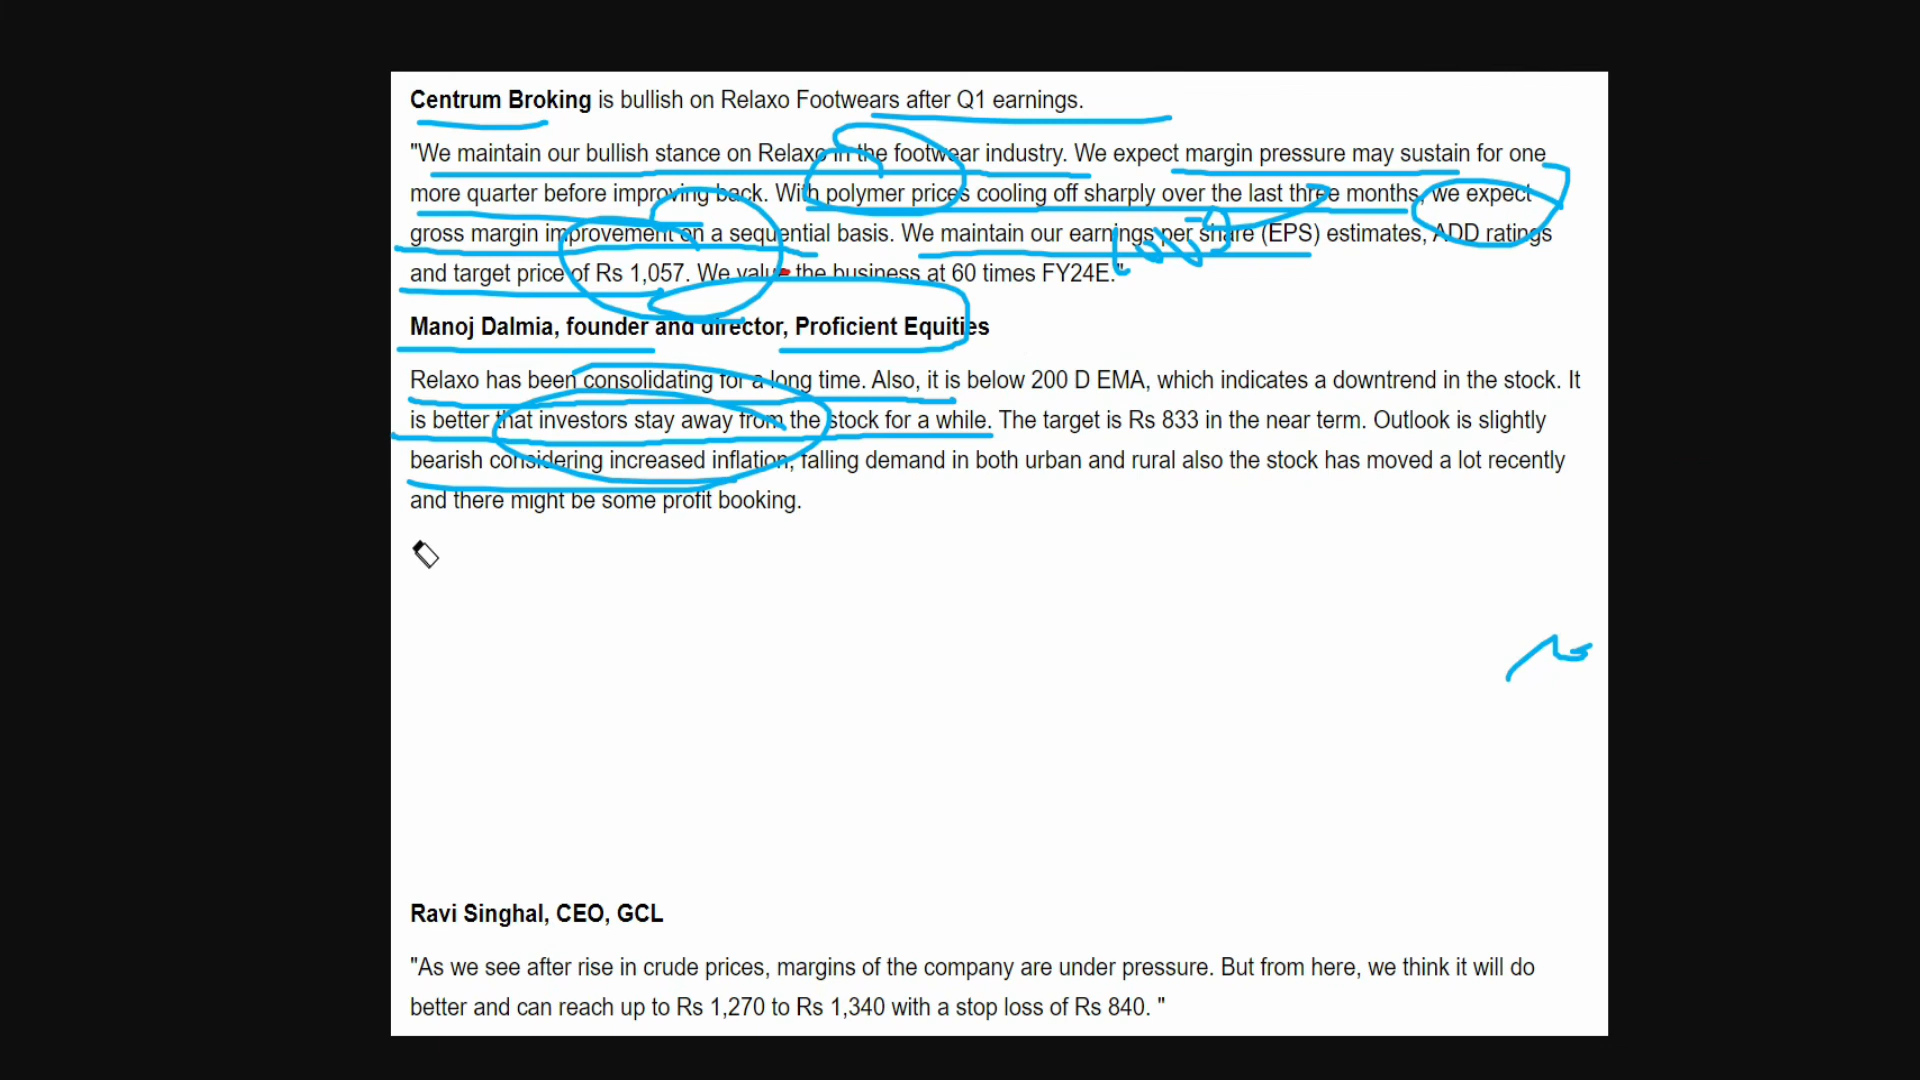 Centrum Broking is bullish on Relaxo Footwears after Q1 earnings.
"We maintain our bullish stance on Relaxo in the footwear industry. We expect margin pressure may sustain for one
more quarter before improving back. With polymer prices cooling off sharply over the last three months, we expect
gross margin improvement on a sequential basis. We maintain our earnings per share (EPS) estimates, ADD ratings
and target price of Rs 1,057. We value the business at 60 times FY24E."
Manoj Dalmia, founder and director, Proficient Equities
Relaxo has been consolidating for a long time. Also, it is below 200 D EMA, which indicates a downtrend in the stock. It
is better that investors stay away from the stock for a while. The target is Rs 833 in the near term. Outlook is slightly
bearish considering increased inflation, falling demand in both urban and rural also the stock has moved a lot recently
and there might be some profit booking.
Ravi Singhal, CEO, GCL
"As we see after rise in crude prices, margins of the company are under pressure. But from here, we think it will do
better and can reach up to Rs 1,270 to Rs 1,340 with a stop loss of Rs 840. "